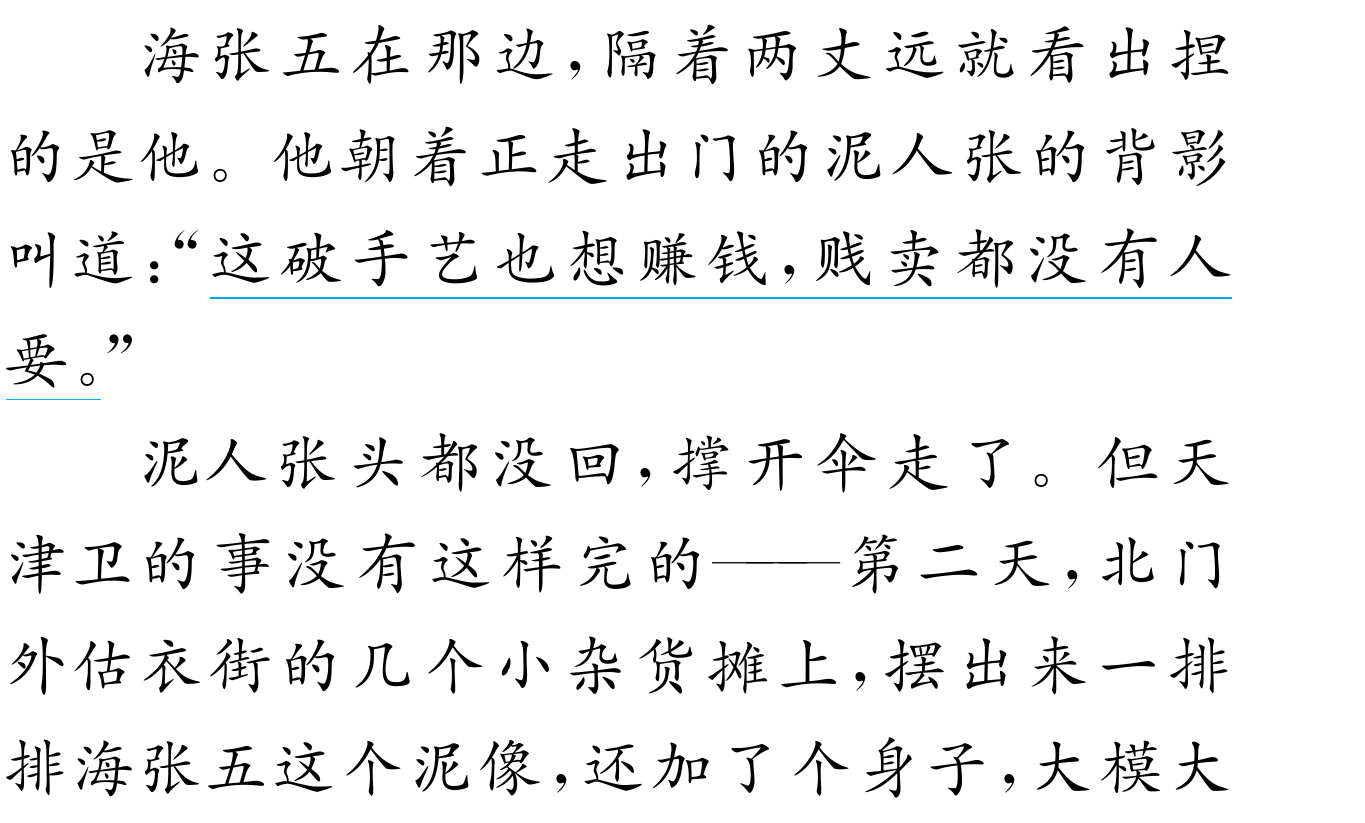 海张五在那边,隔着两丈远就看出捏
的是他。他朝着正走出门的泥人张的背影
叫道:“这破手艺也想赚钱,贱卖都没有人
要。”
泥人张头都没回,撑开伞走了。但天
津卫的事没有这样完的——第二天,北门
外估衣街的几个小杂货摊上,摆出来一排
排海张五这个泥像,还加了个身子,大模大